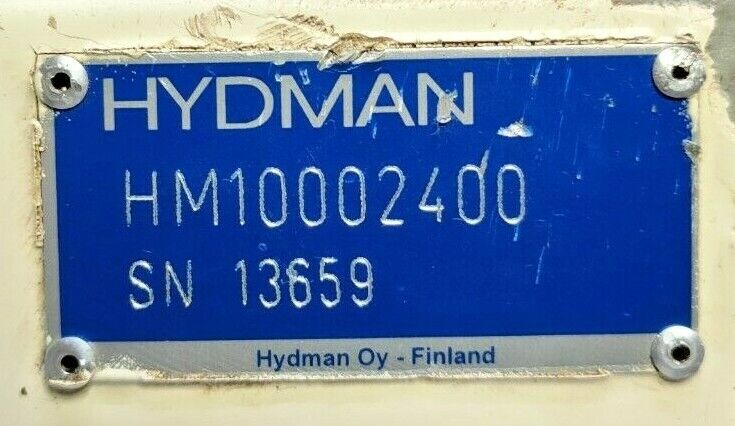 HYDMAN
HM10002400
SN 13659
Hydman Oy - Finland